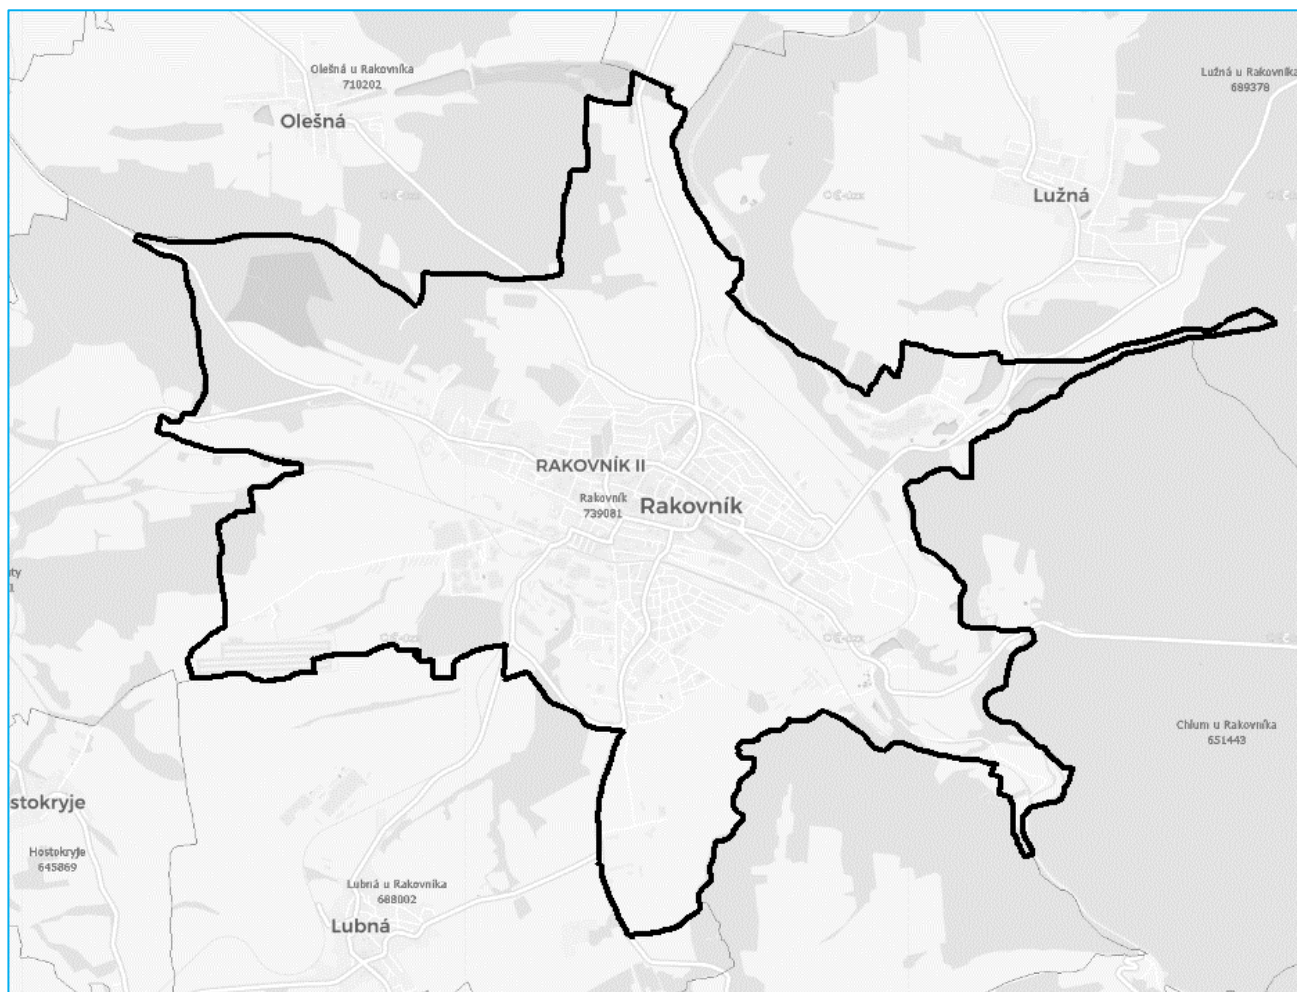 Olešná u Rakovníka
710202
Olešná
Lužná u Rakovníka
689378
Lužná
RAKOVNÍK II
Rakovník
739081
Rakovník
Chlum u Rakovníka
651443
stokryje
Hostokryje
645869
Lubná u Rakovníka
688002
Lubná